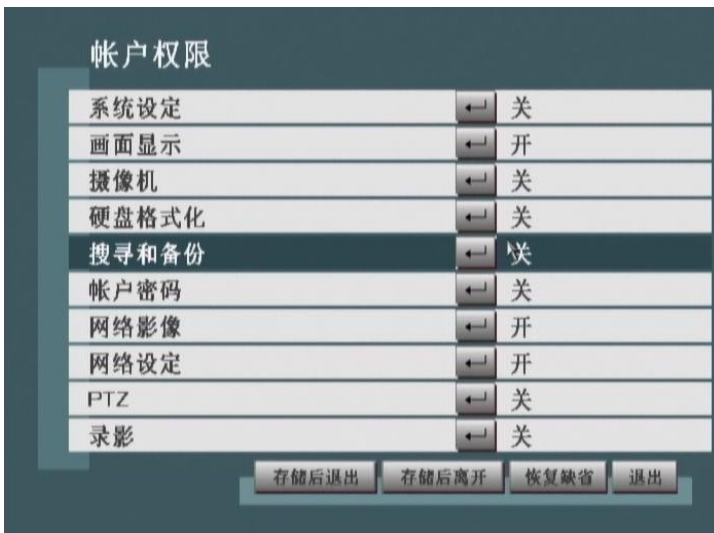 帐户权限
系统设定 关
画面显示 开
摄像机 关
硬盘格式化 关
搜寻和备份 关
帐户密码 关
网络影像 开
网络设定 开
PTZ 关
录影 关
存储后退出 存储后离开 恢复缺省 退出